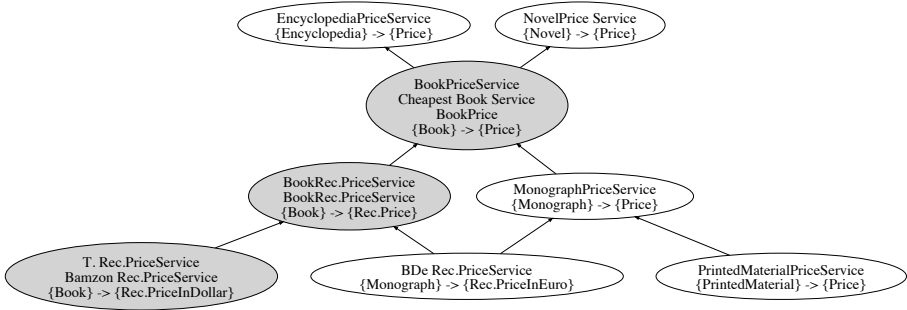 EncyclopediaPriceService
{Encyclopedia} -> {Price}
NovelPrice Service
{Novel} -> {Price}
BookPriceService
Cheapest Book Service
BookPrice
{Book} -> {Price}
BookRec.PriceService
BookRec.PriceService
{Book} -> {Rec.Price}
MonographPriceService
{Monograph} -> {Price}
T. Rec.PriceService
Bamzon Rec.PriceService
{Book} -> {Rec.PriceInDollar}
BDe Rec.PriceService
{Monograph} -> {Rec.PriceInEuro}
PrintedMaterialPriceService
{PrintedMaterial} -> {Price}